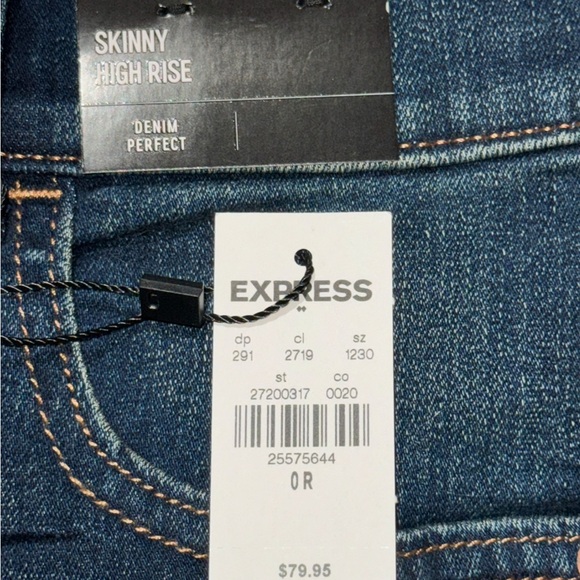 SKINNY
HIGH RISE
DENIM
PERFECT
EXPRESS
dp cl sz
291 2719 1230
st co
27200317 0020
25575644
0R
$79.95